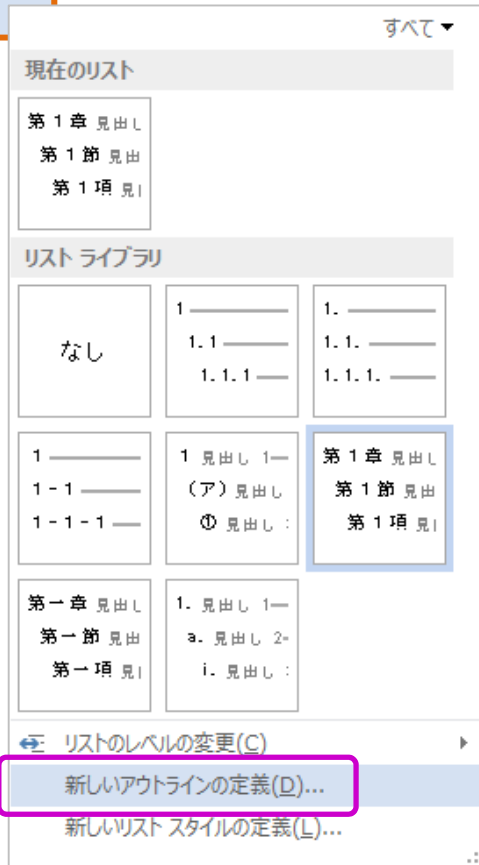 すべて
現在のリスト
第 1 章 見出し
第 1 節 見出
第 1 項 見
リスト ライブラリ
なし
1
1. 1
1. 1. 1
1.
1. 1.
1. 1. 1.
1
1 - 1
1 - 1 - 1
1 見出し 1
(ア) 見出し
① 見出し :
第 1 章 見出し
第 1 節 見出
第 1 項 見
第一章 見出し
第一節 見出
第一項 見
1. 見出し 1
a. 見出し 2
i. 見出し :
リストのレベルの変更(C)
新しいアウトラインの定義(D)...
新しいリスト スタイルの定義(L)...